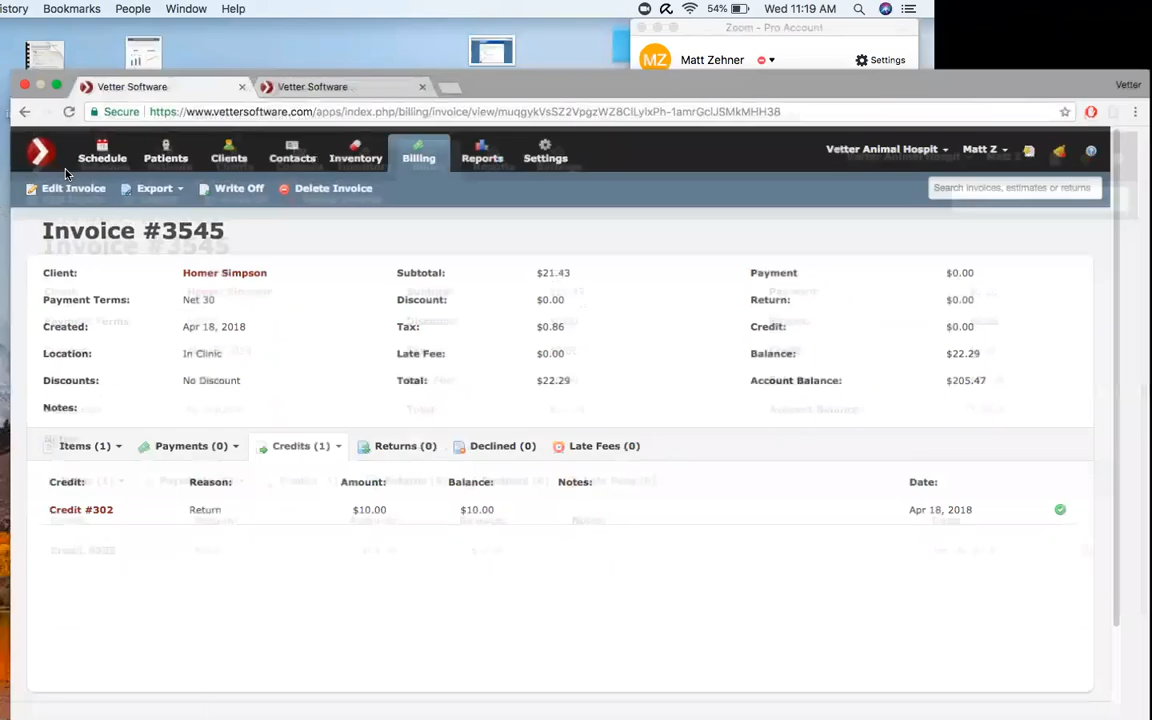 istory Bookmarks People Window Help 54% Wed 11:19 AM
Zoom - Pro Account
MZ Matt Zehner Settings
Vetter Software Vetter Software Vetter
Secure https://www.vettersoftware.com/apps/index.php/billing/invoice/view/muqgykVsSZ2VpgzWZ8ClLylxPh-1amrGclJSMkMHH38
Schedule Patients Clients Contacts Inventory Billing Reports Settings Vetter Animal Hospit Matt Z
Edit Invoice Export Write Off Delete Invoice Search invoices, estimates or returns
Invoice #3545
Client: Homer Simpson Subtotal: $21.43 Payment $0.00
Payment Terms: Net 30 Discount: $0.00 Return: $0.00
Created: Apr 18, 2018 Tax: $0.86 Credit: $0.00
Location: In Clinic Late Fee: $0.00 Balance: $22.29
Discounts: No Discount Total: $22.29 Account Balance: $205.47
Notes:
Items (1) Payments (0) Credits (1) Returns (0) Declined (0) Late Fees (0)
Credit: Reason: Amount: Balance: Notes: Date:
Credit #302 Return $10.00 $10.00 Apr 18, 2018